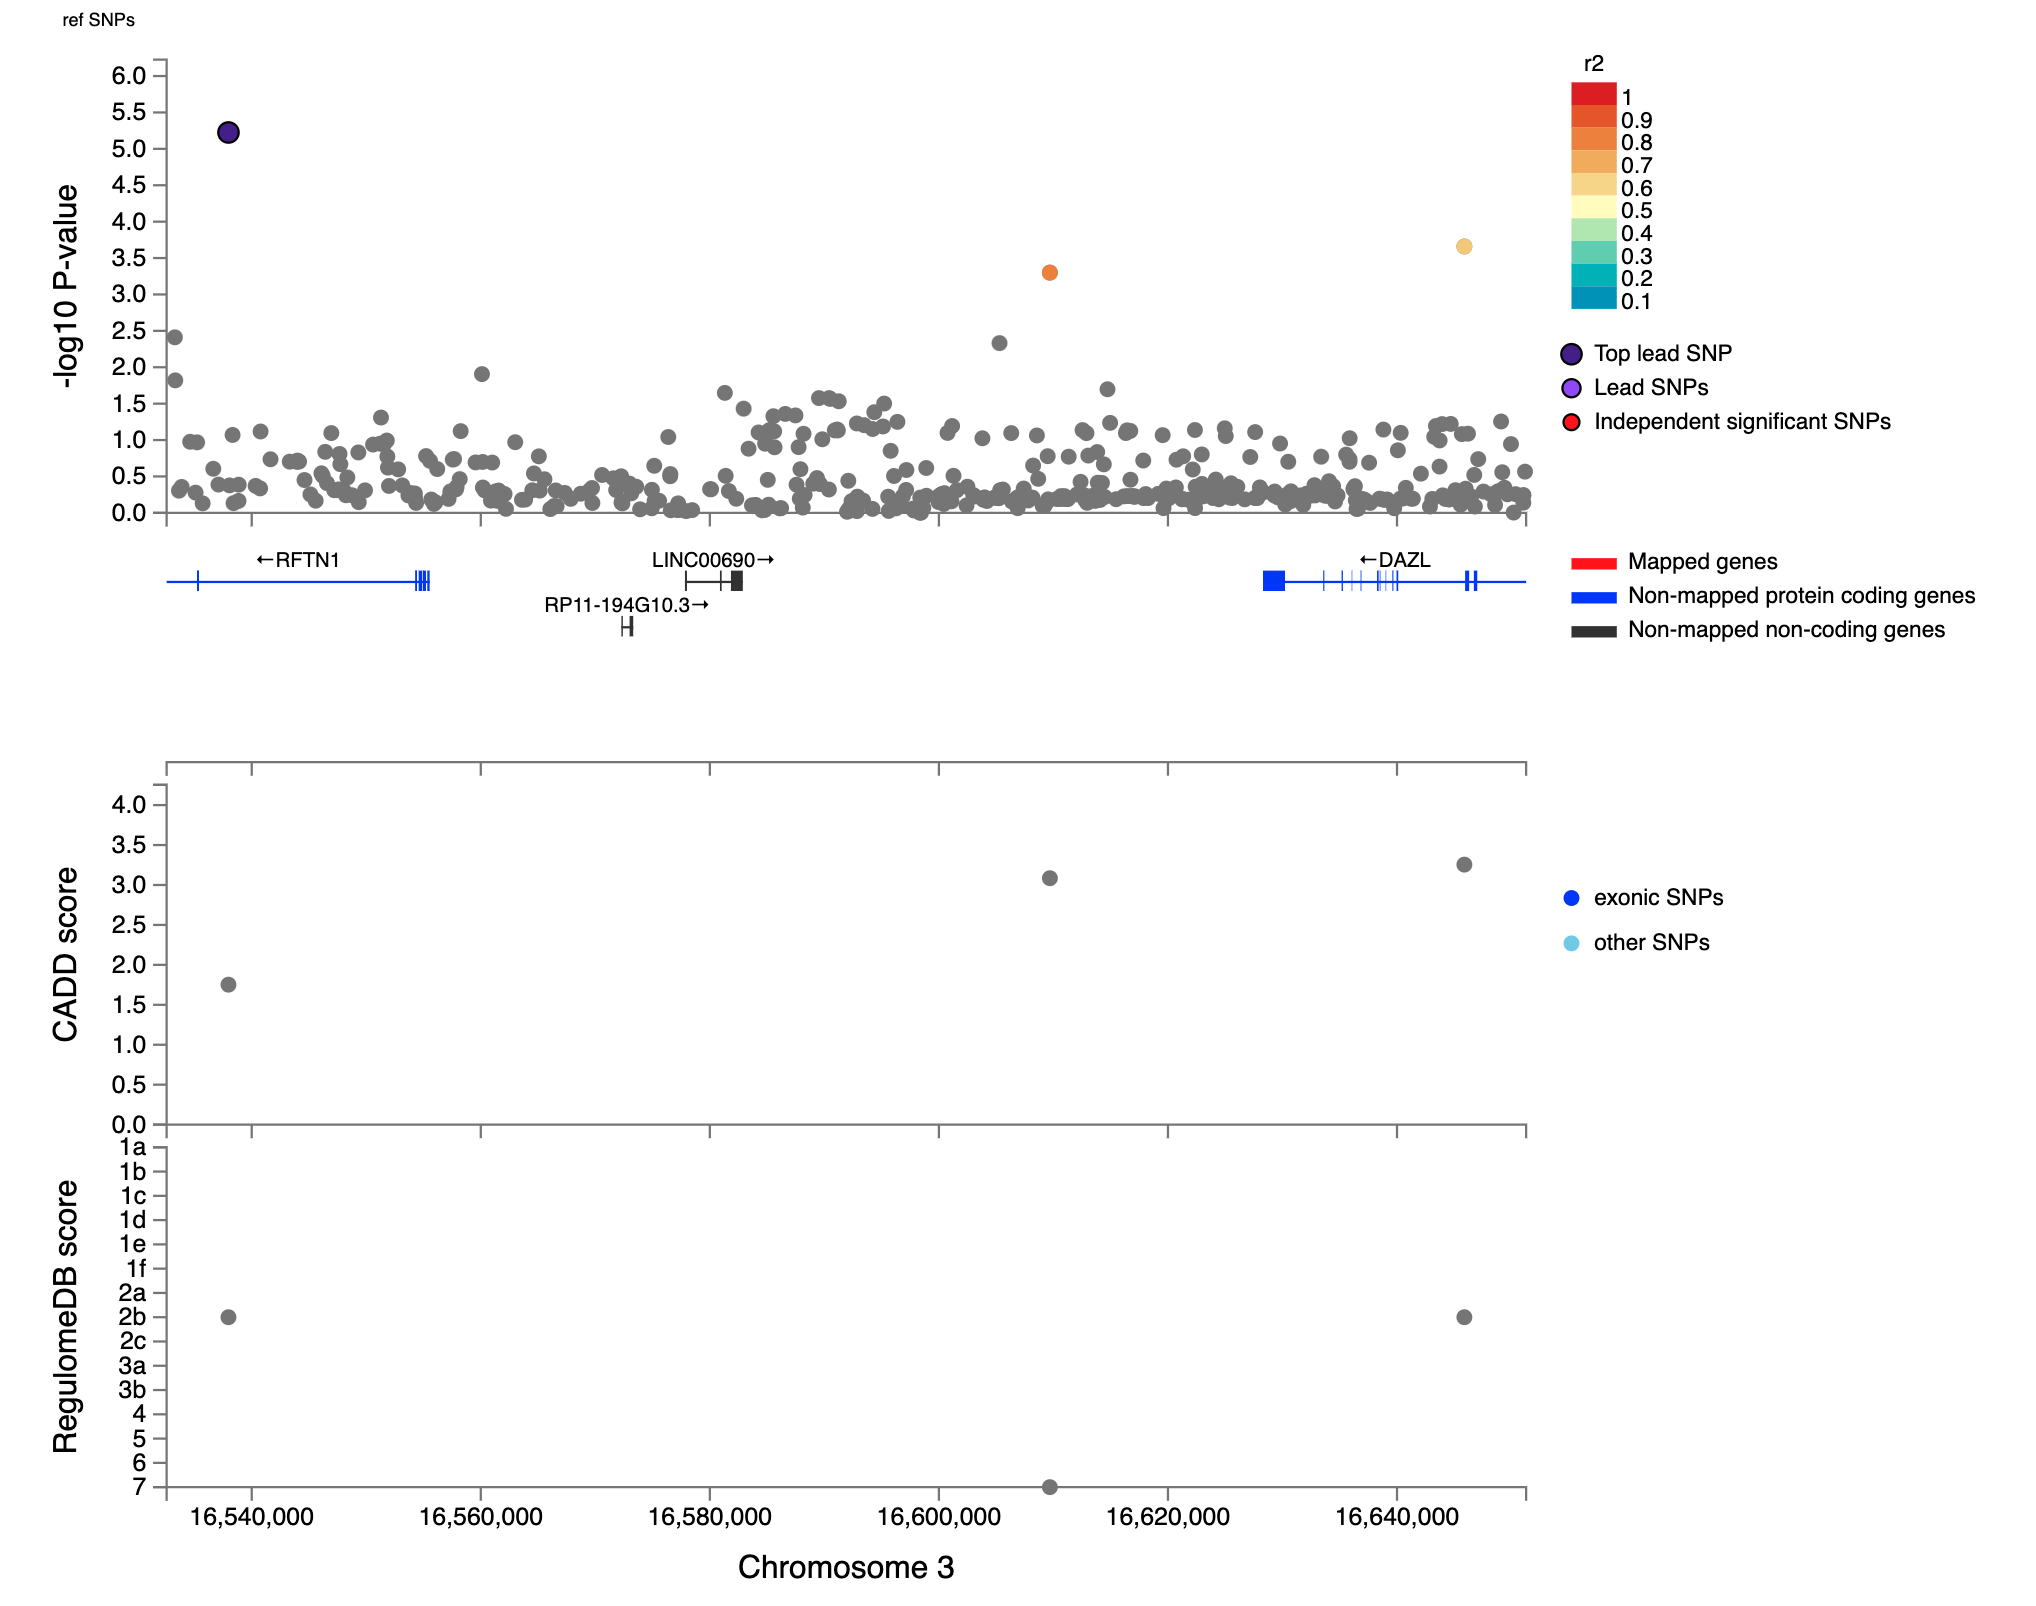 ref SNPs
6.0
5.5
5.0
4.5
4.0
3.5
3.0
2.5
2.0
1.5
1.0
0.5
0.0
-log10 P-value
r2
1
0.9
0.8
0.7
0.6
0.5
0.4
0.3
0.2
0.1
Top lead SNP
Lead SNPs
Independent significant SNPs
←RFTN1
LINC00690→
←DAZL
RP11-194G10.3→
Mapped genes
Non-mapped protein coding genes
Non-mapped non-coding genes
4.0
3.5
3.0
2.5
2.0
1.5
1.0
0.5
0.0
CADD score
exonic SNPs
other SNPs
1a
1b
1c
1d
1e
1f
2a
2b
2c
3a
3b
4
5
6
7
RegulomeDB score
16,540,000 16,560,000 16,580,000 16,600,000 16,620,000 16,640,000
Chromosome 3